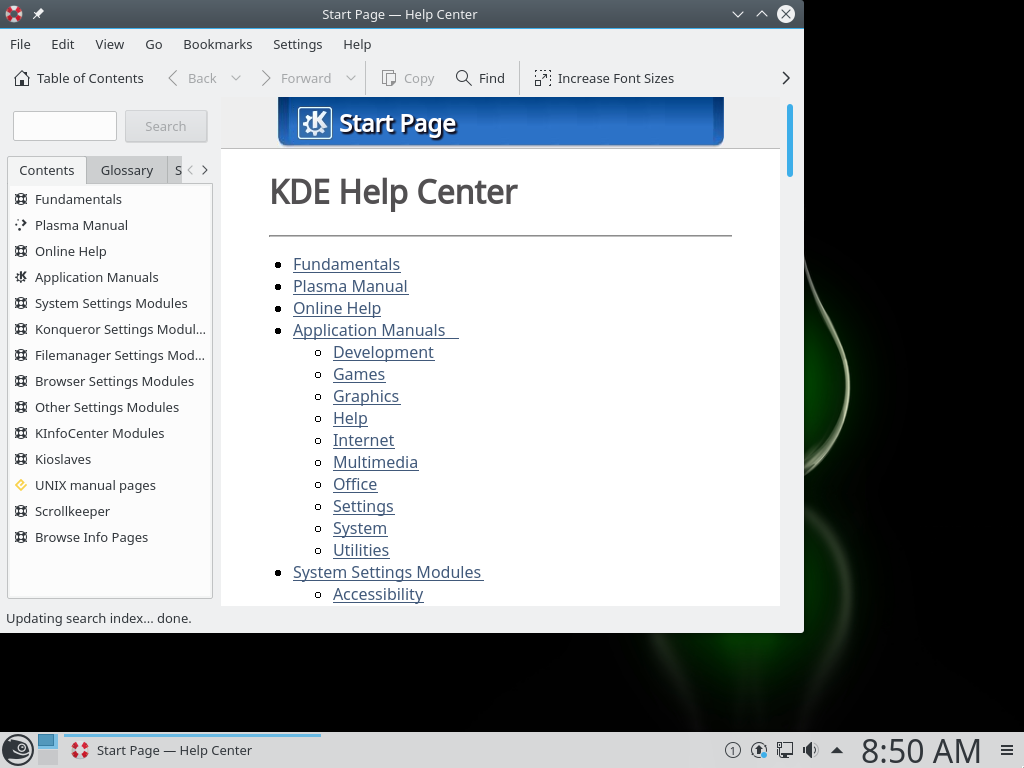 Start Page — Help Center
File Edit View Go Bookmarks Settings Help
Table of Contents Back Forward Copy Find Increase Font Sizes
Search
Contents Glossary S
Fundamentals
Plasma Manual
Online Help
Application Manuals
System Settings Modules
Konqueror Settings Modul...
Filemanager Settings Mod...
Browser Settings Modules
Other Settings Modules
KInfoCenter Modules
Kioslaves
UNIX manual pages
Scrollkeeper
Browse Info Pages
Start Page
KDE Help Center
Fundamentals
Plasma Manual
Online Help
Application Manuals
Development
Games
Graphics
Help
Internet
Multimedia
Office
Settings
System
Utilities
System Settings Modules
Accessibility
Updating search index... done.
Start Page — Help Center
1
8:50 AM